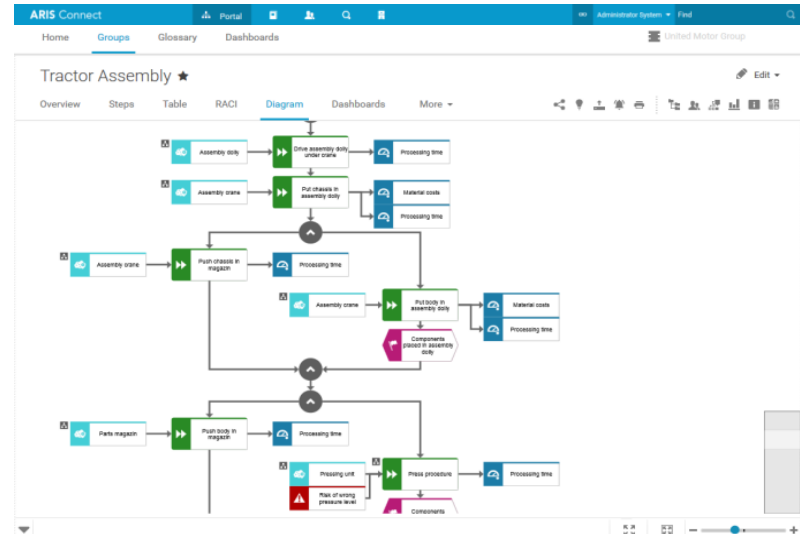 ARIS Connect
Portal
Administrator System
Find
Home
Groups
Glossary
Dashboards
United Motor Group
Tractor Assembly
Edit
Overview
Steps
Table
RACI
Diagram
Dashboards
More
Assembly dolly
Drive assembly dolly
under crane
Processing time
Assembly crane
Put chassis in
assembly dolly
Material costs
Processing time
Assembly crane
Push chassis in
magazin
Processing time
Assembly crane
Put body in
assembly dolly
Material costs
Processing time
Components
placed in assembly
dolly
Parts magazin
Push body in
magazin
Processing time
Pressing unit
Press procedure
Processing time
Risk of wrong
pressure level
Components